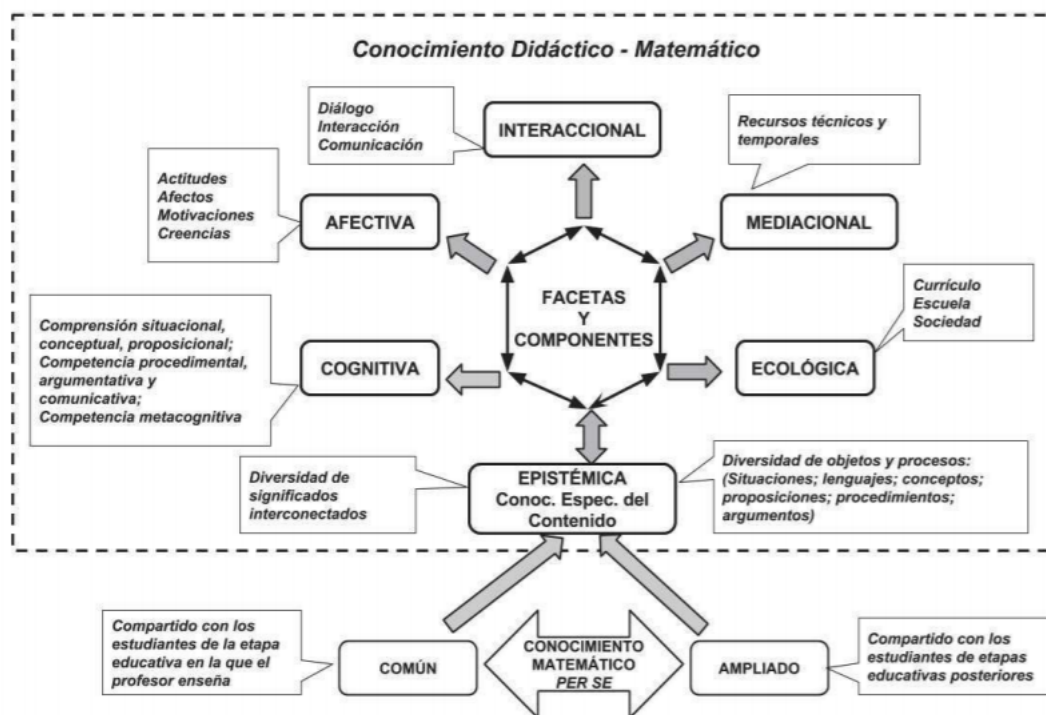 Conocimiento Didáctico - Matemático
Diálogo
Interacción
Comunicación
INTERACCIONAL
Recursos técnicos y
temporales
Actitudes
Afectos
Motivaciones
Creencias
AFECTIVA
MEDIACIONAL
FACETAS
Y
COMPONENTES
Currículo
Escuela
Sociedad
Comprensión situacional,
conceptual, proposicional;
Competencia procedimental,
argumentativa y
comunicativa;
Competencia metacognitiva
COGNITIVA
ECOLÓGICA
Diversidad de
significados
interconectados
EPISTÉMICA
Conoc. Espec. del
Contenido
Diversidad de objetos y procesos:
(Situaciones; lenguajes; conceptos;
proposiciones; procedimientos;
argumentos)
Compartido con los
estudiantes de la etapa
educativa en la que el
profesor enseña
COMÚN
CONOCIMIENTO
MATEMÁTICO
PER SE
AMPLIADO
Compartido con los
estudiantes de etapas
educativas posteriores